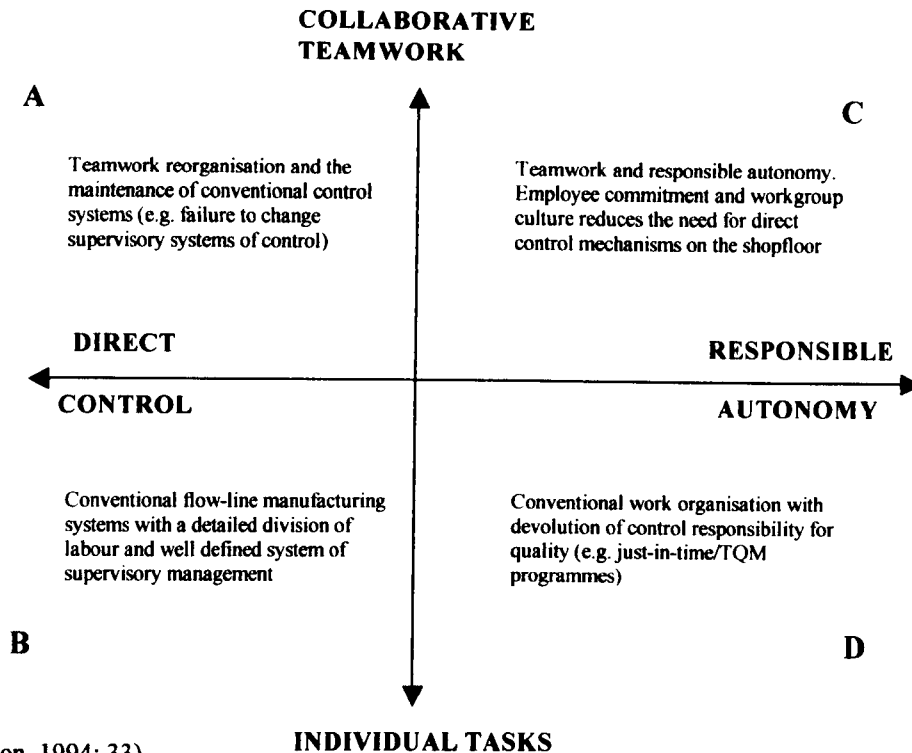 COLLABORATIVE
TEAMWORK
A
C
Teamwork reorganisation and the
maintenance of conventional control
systems (e.g. failure to change
supervisory systems of control)
Teamwork and responsible autonomy.
Employee commitment and workgroup
culture reduces the need for direct
control mechanisms on the shopfloor
DIRECT
CONTROL
RESPONSIBLE
AUTONOMY
Conventional flow-line manufacturing
systems with a detailed division of
labour and well defined system of
supervisory management
Conventional work organisation with
devolution of control responsibility for
quality (e.g. just-in-time/TQM
programmes)
B
D
INDIVIDUAL TASKS
1994: 33)